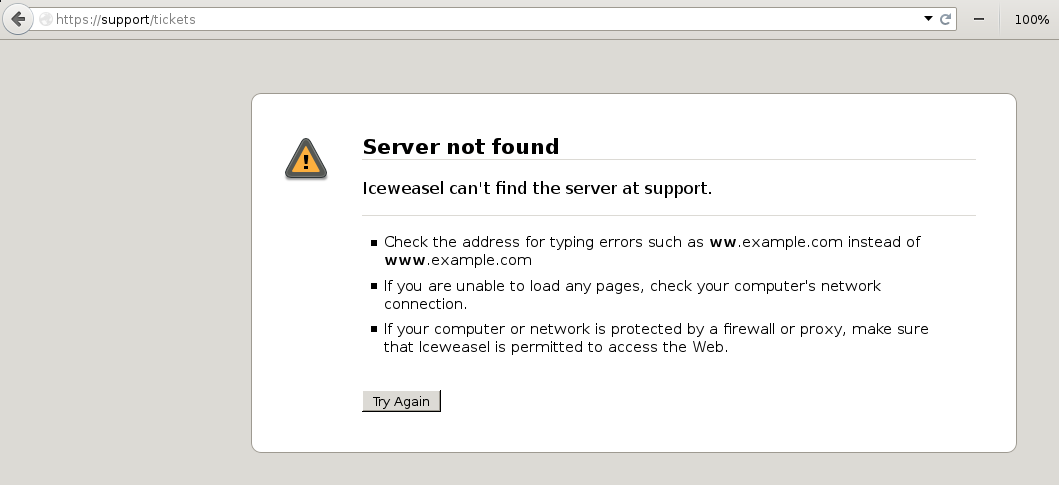 https://support/tickets
100%
Server not found
Iceweasel can't find the server at support.
Check the address for typing errors such as ww.example.com instead of
www.example.com
If you are unable to load any pages, check your computer's network
connection.
If your computer or network is protected by a firewall or proxy, make sure
that Iceweasel is permitted to access the Web.
Try Again